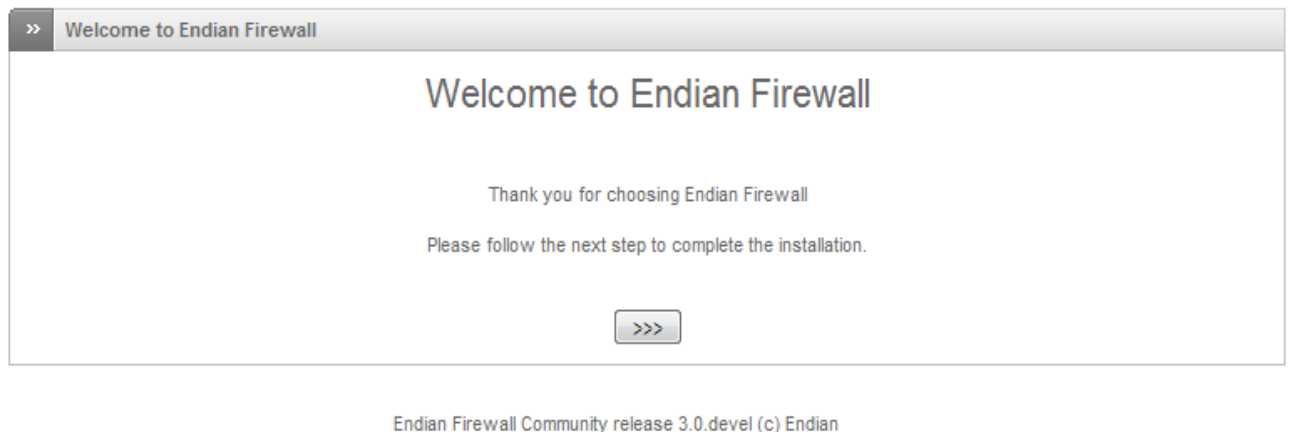 » Welcome to Endian Firewall
Welcome to Endian Firewall
Thank you for choosing Endian Firewall
Please follow the next step to complete the installation.
>>>
Endian Firewall Community release 3.0.devel (c) Endian